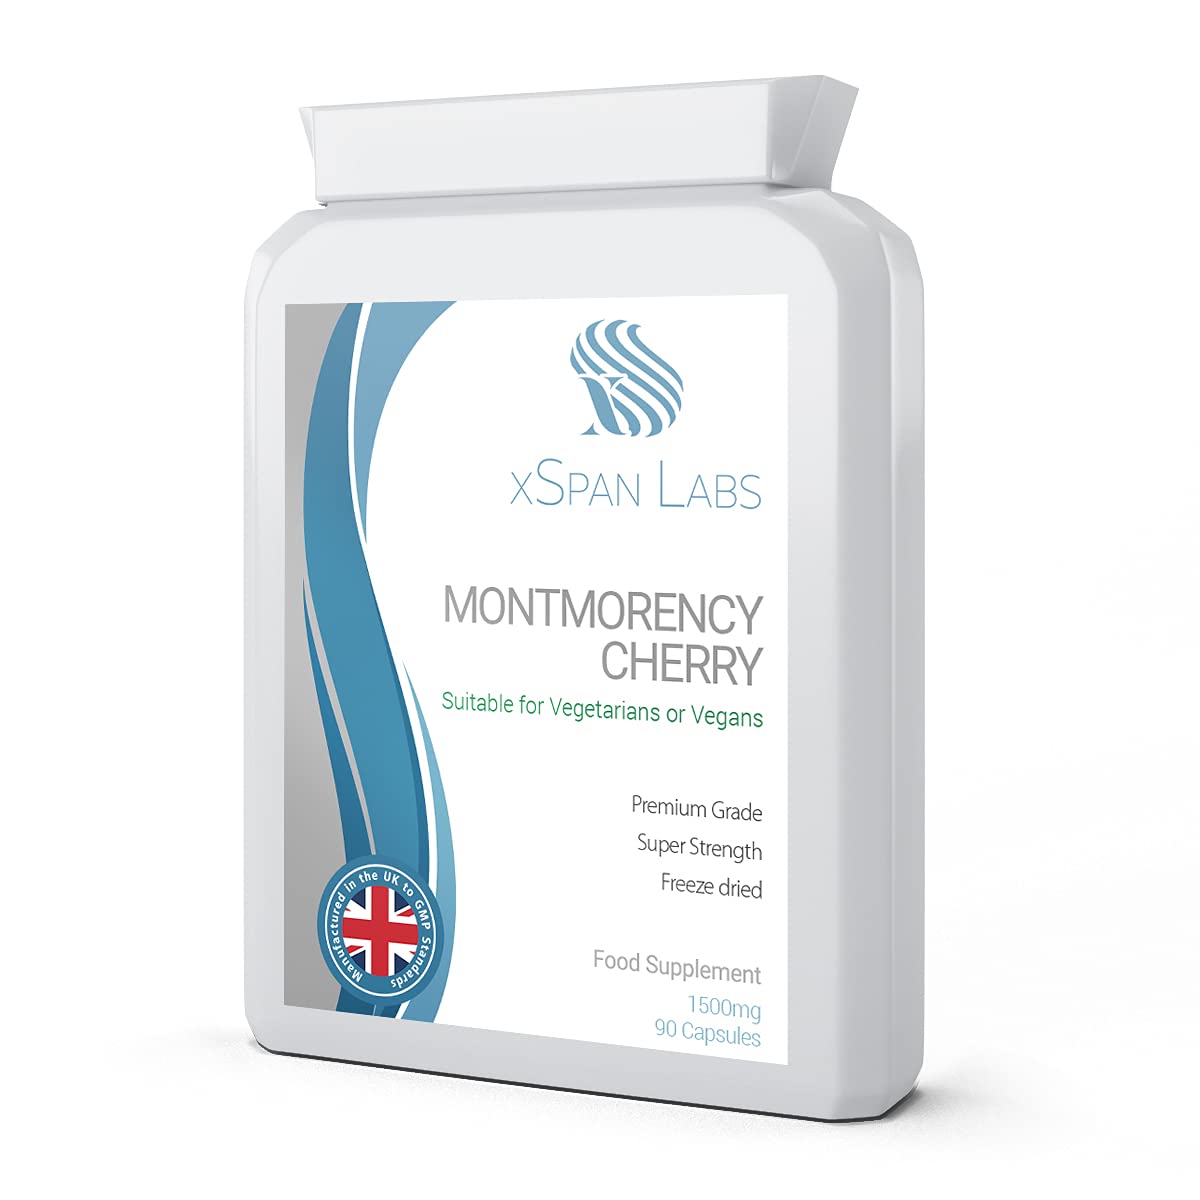 xSpan Labs
MONTMORENCY
CHERRY
Suitable for Vegetarians or Vegans
Premium Grade
Super Strength
Freeze dried
Manufactured in the UK to GMP Standards
Food Supplement
1500mg
90 Capsules